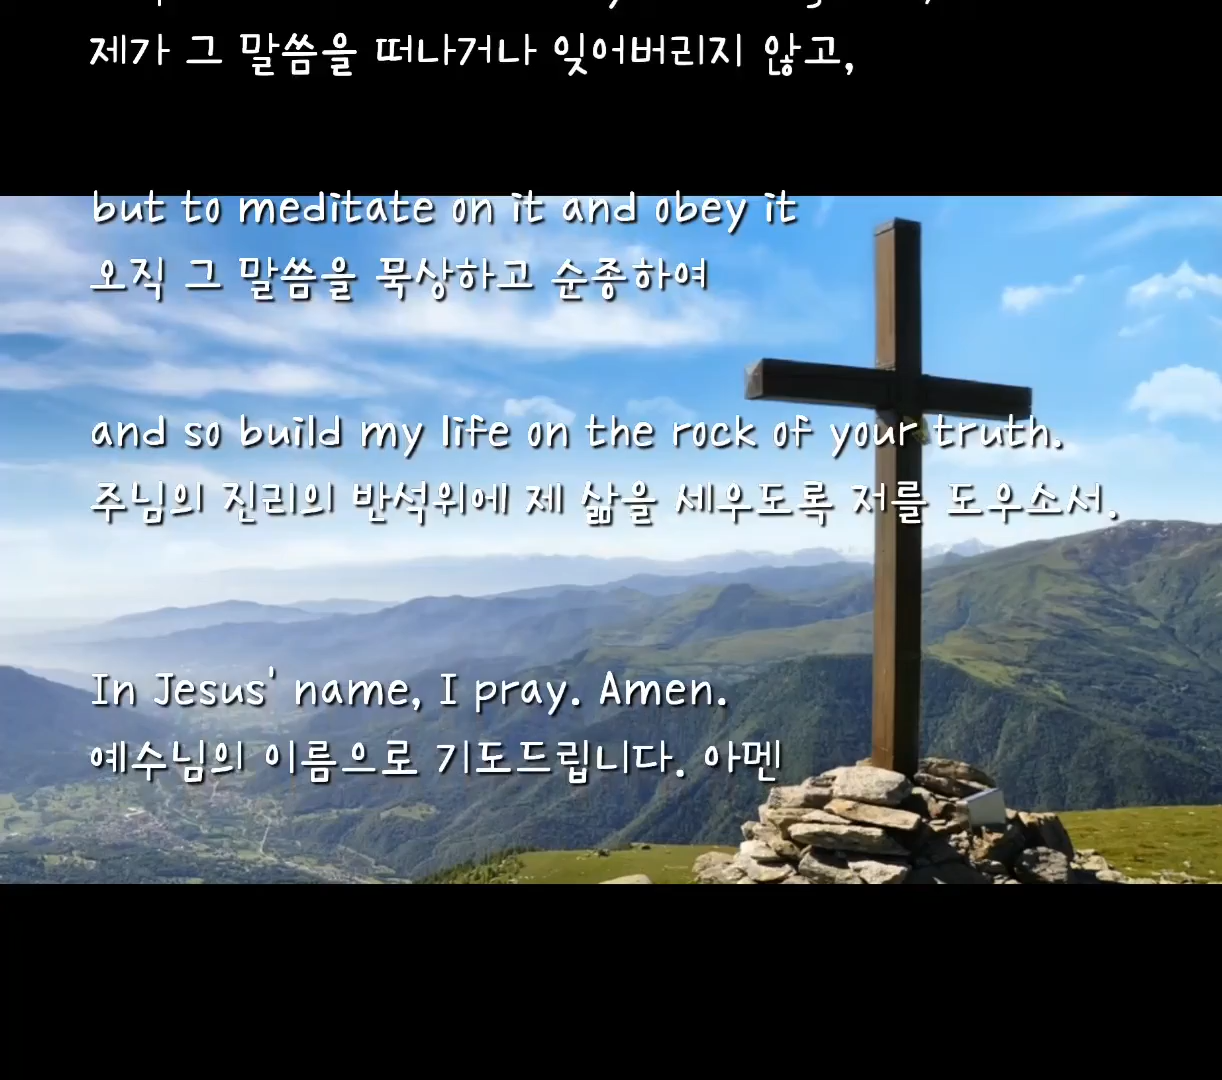 제가 그 말씀을 떠나거나 잊어버리지 않고,
but to meditate on it and obey it
오직 그 말씀을 묵상하고 순종하여
and so build my life on the rock of your truth.
주님의 진리의 반석위에 제 삶을 세우도록 저를 도우소서.
In Jesus' name, I pray. Amen.
예수님의 이름으로 기도드립니다. 아멘